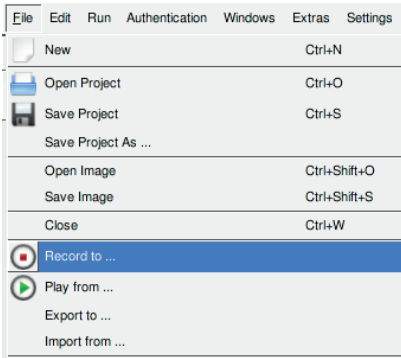 File Edit Run Authentication Windows Extras Settings
New Ctrl+N
Open Project Ctrl+O
Save Project Ctrl+S
Save Project As ...
Open Image Ctrl+Shift+O
Save Image Ctrl+Shift+S
Close Ctrl+W
Record to ...
Play from ...
Export to ...
Import from ...